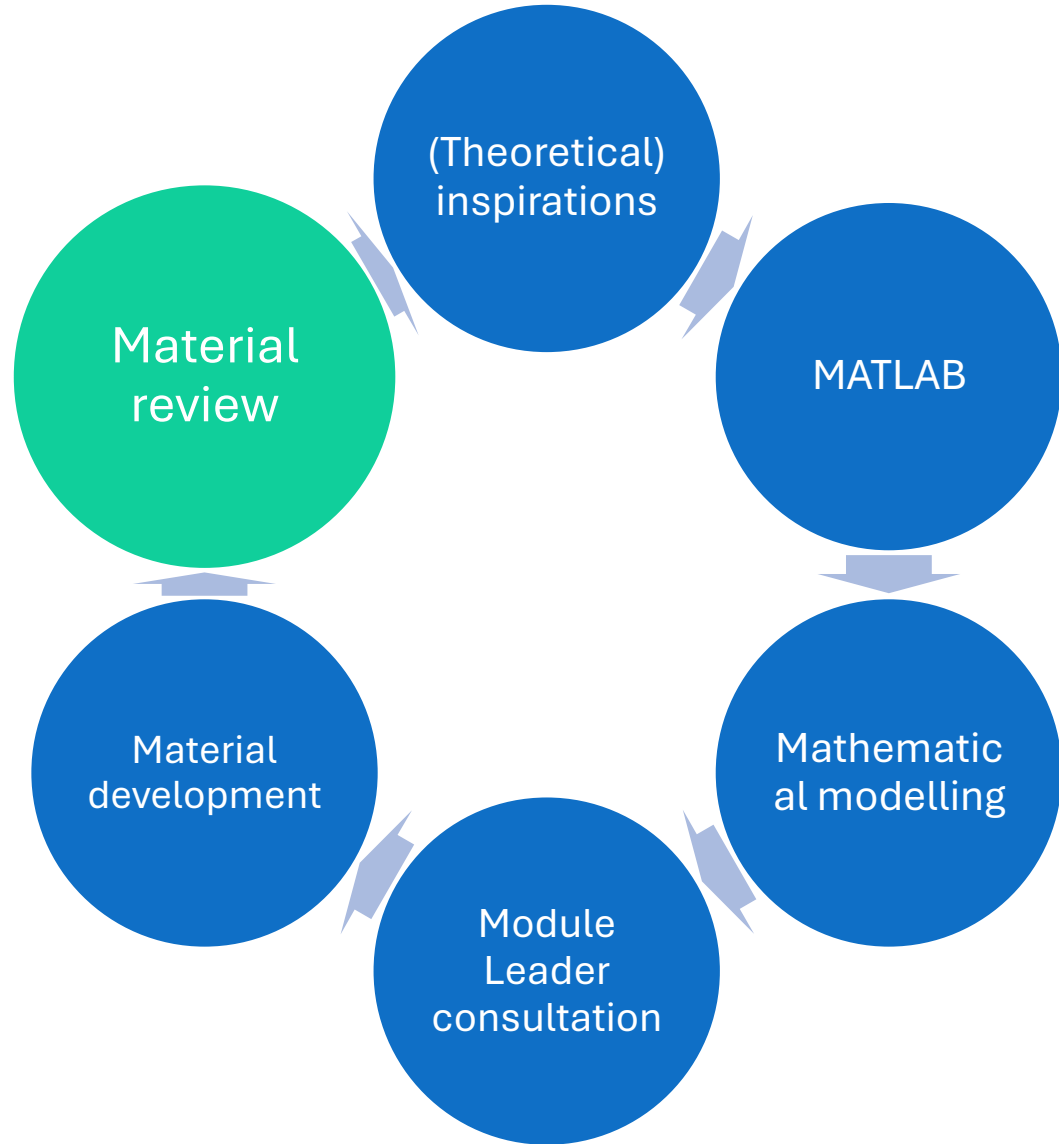 (Theoretical)
inspirations
MATLAB
Mathematic
al modelling
Module
Leader
consultation
Material
development
Material
review